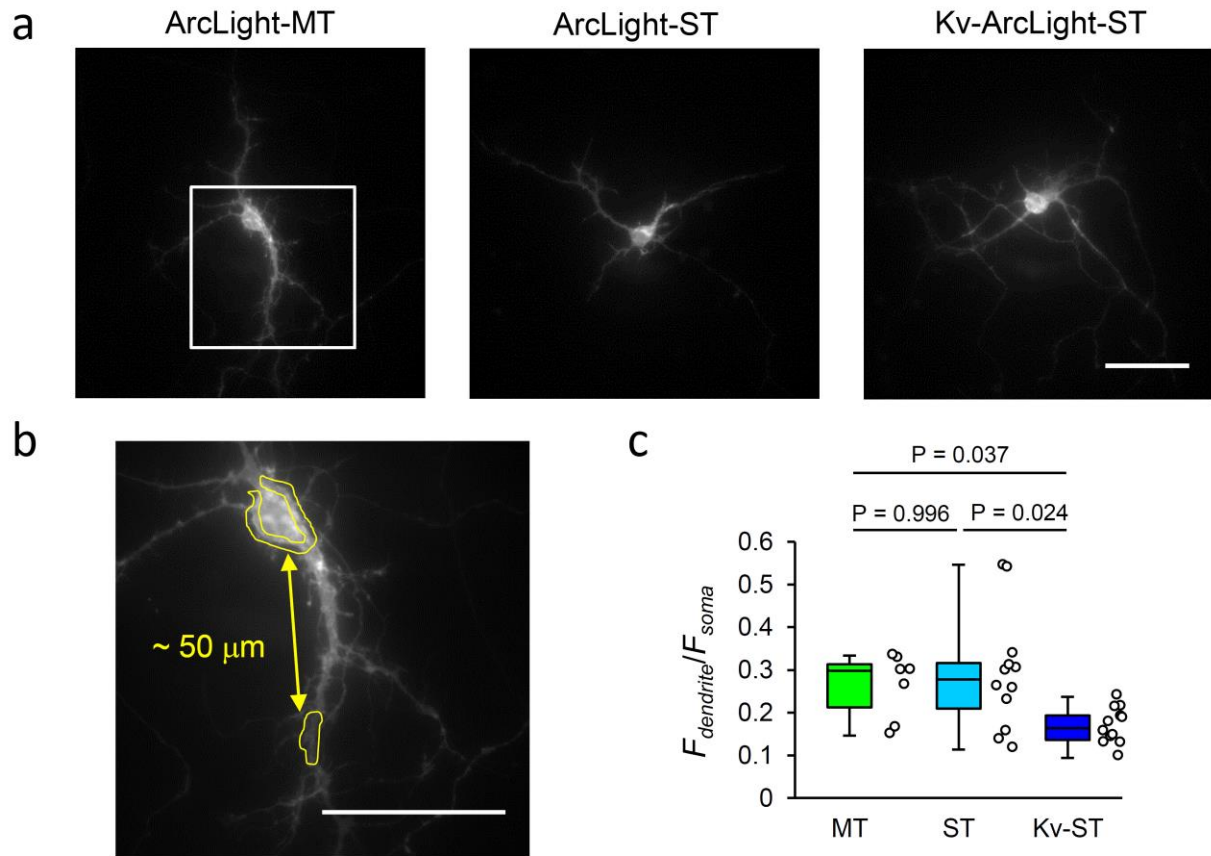 a
ArcLight-MT
ArcLight-ST
Kv-ArcLight-ST
b
~ 50 μm
c
P = 0.037
P = 0.996
P = 0.024
0.6
0.5
0.4
0.3
0.2
0.1
0
F_dendrite/F_soma
MT
ST
Kv-ST